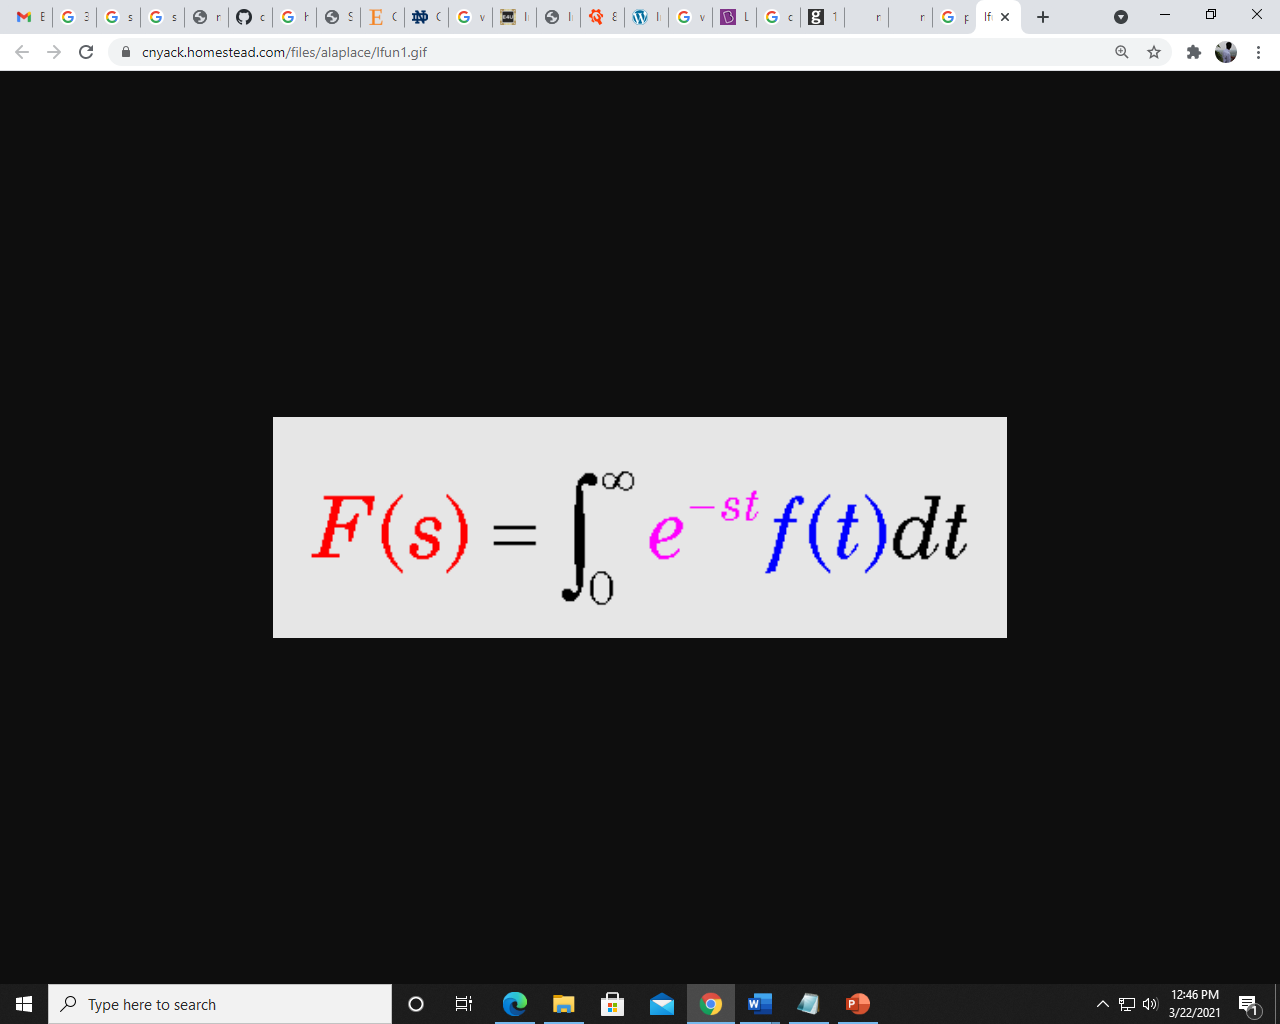 cnyack.homestead.com/files/alaplace/lfun1.gif
F(s) = ∫₀^∞ e^{-st} f(t)dt
Type here to search
12:46 PM
3/22/2021
1